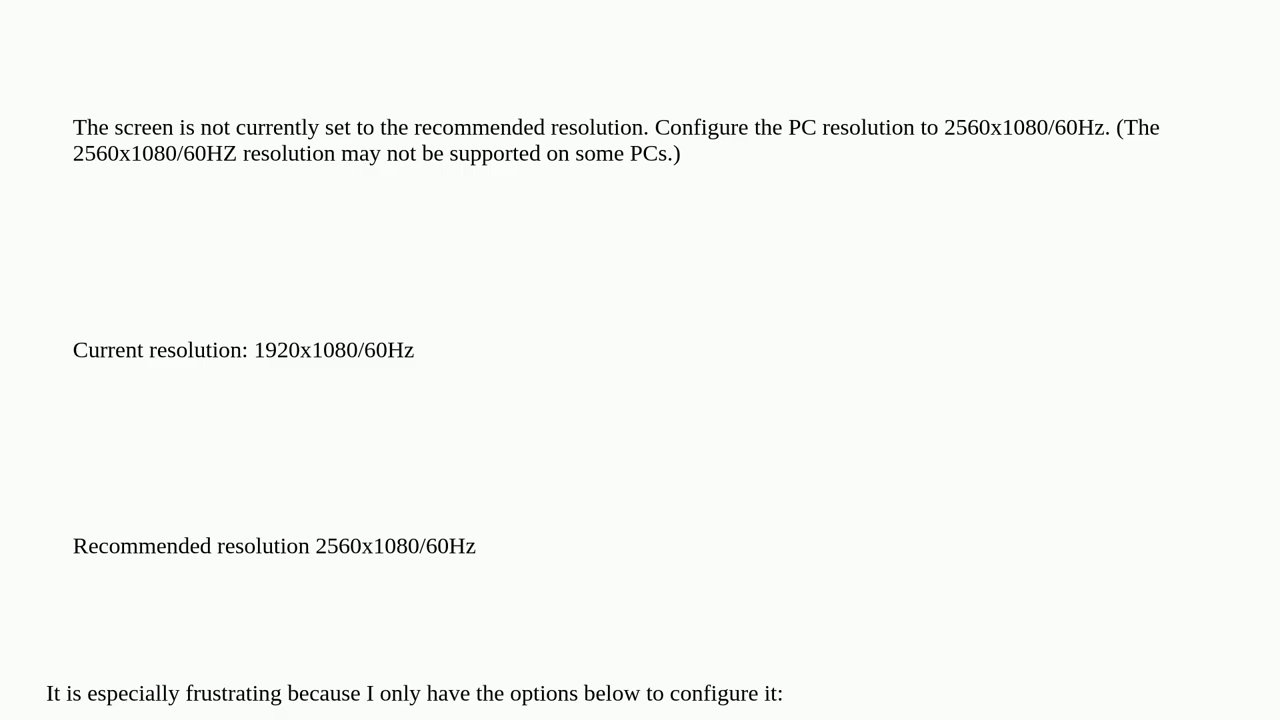 The screen is not currently set to the recommended resolution. Configure the PC resolution to 2560x1080/60Hz. (The
2560x1080/60HZ resolution may not be supported on some PCs.)
Current resolution: 1920x1080/60Hz
Recommended resolution 2560x1080/60Hz
It is especially frustrating because I only have the options below to configure it: